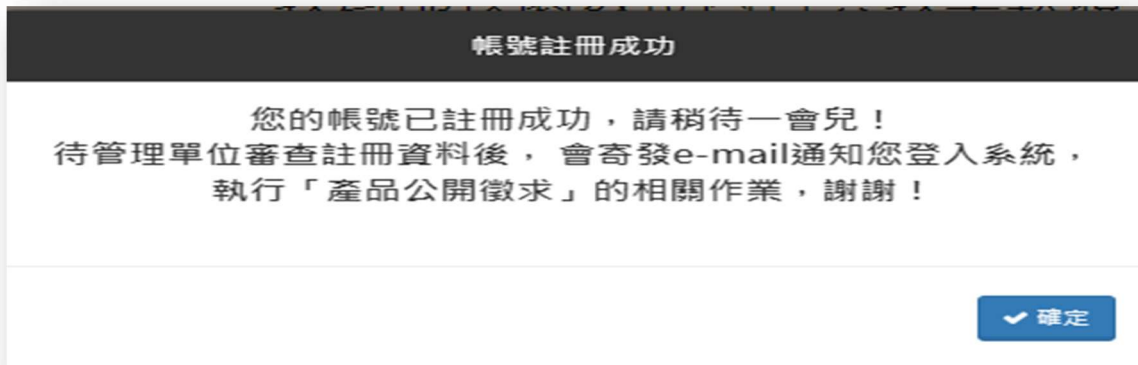 帳號註冊成功
您的帳號已註冊成功，請稍待一會兒！
待管理單位審查註冊資料後， 會寄發e-mail通知您登入系統，
執行「產品公開徵求」的相關作業，謝謝！
確定